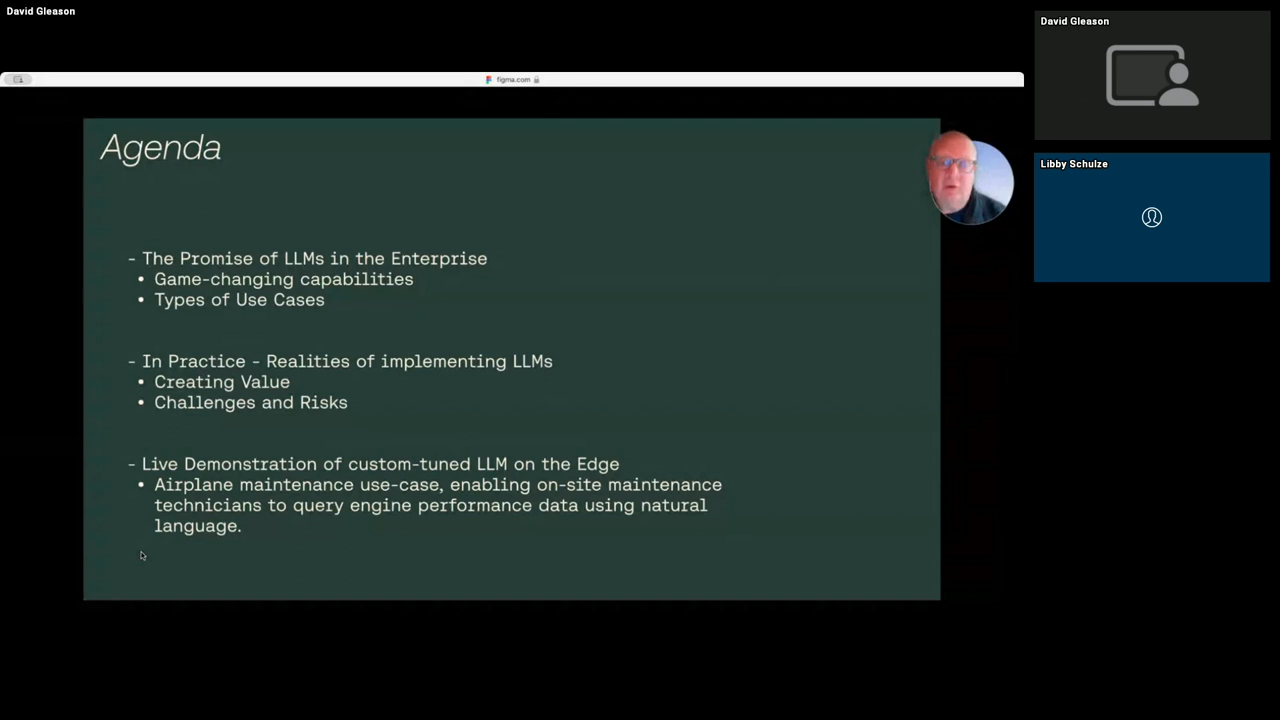 David Gleason
figma.com
Agenda
- The Promise of LLMs in the Enterprise
• Game-changing capabilities
• Types of Use Cases
- In Practice - Realities of implementing LLMs
• Creating Value
• Challenges and Risks
- Live Demonstration of custom-tuned LLM on the Edge
• Airplane maintenance use-case, enabling on-site maintenance
technicians to query engine performance data using natural
language.
David Gleason
Libby Schulze